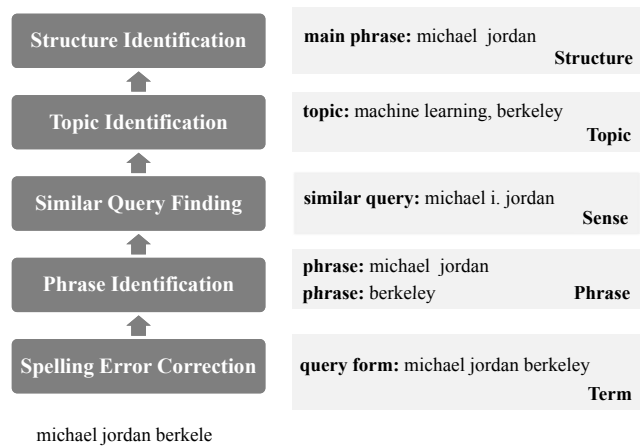 Structure Identification
main phrase: michael jordan
Structure
Topic Identification
topic: machine learning, berkeley
Topic
Similar Query Finding
similar query: michael i. jordan
Sense
Phrase Identification
phrase: michael jordan
phrase: berkeley
Phrase
Spelling Error Correction
query form: michael jordan berkeley
Term
michael jordan berkele